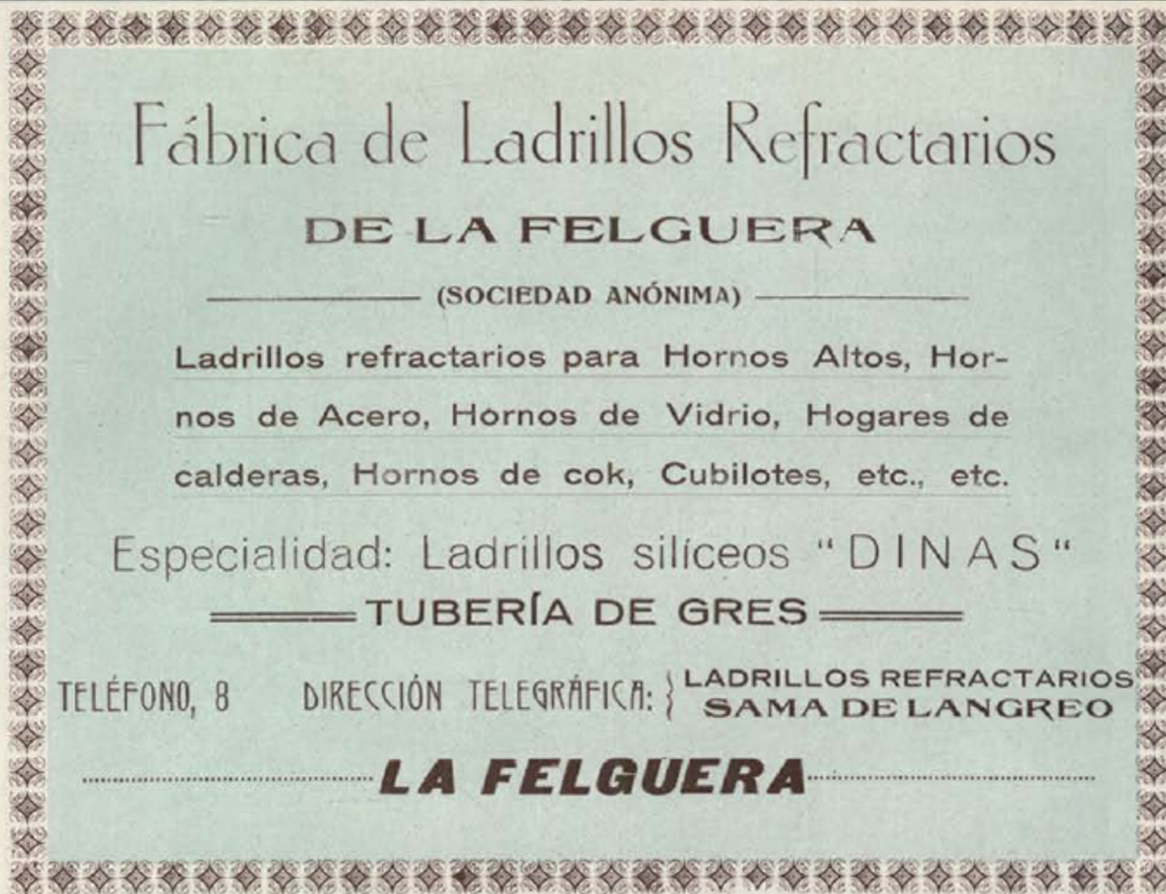 Fábrica de Ladrillos Refractarios
DE LA FELGUERA
(SOCIEDAD ANÓNIMA)
Ladrillos refractarios para Hornos Altos, Hor-
nos de Acero, Hornos de Vidrio, Hogares de
calderas, Hornos de cok, Cubilotes, etc., etc.
Especialidad: Ladrillos silíceos “DINAS“
TUBERÍA DE GRES
TELÉFONO, 8 DIRECCIÓN TELEGRÁFICA: } LADRILLOS REFRACTARIOS
SAMA DE LANGREO
LA FELGUERA